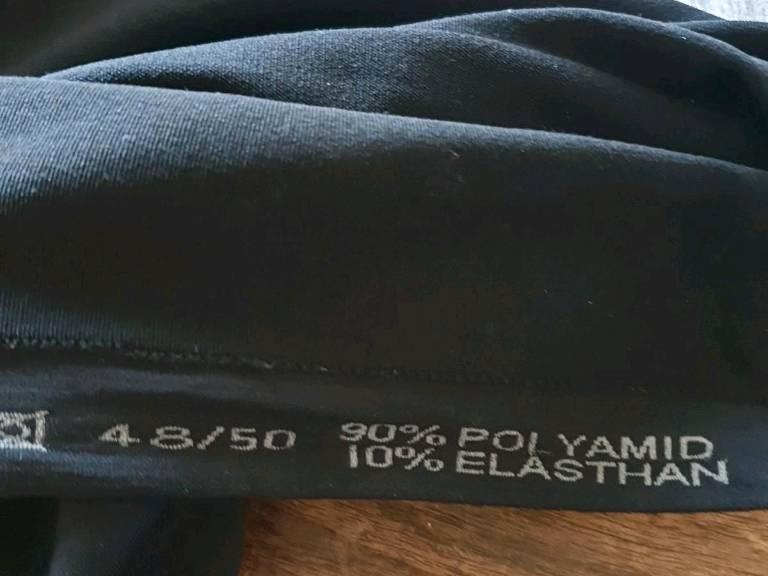 48/50
90% POLYAMID
10% ELASTHAN